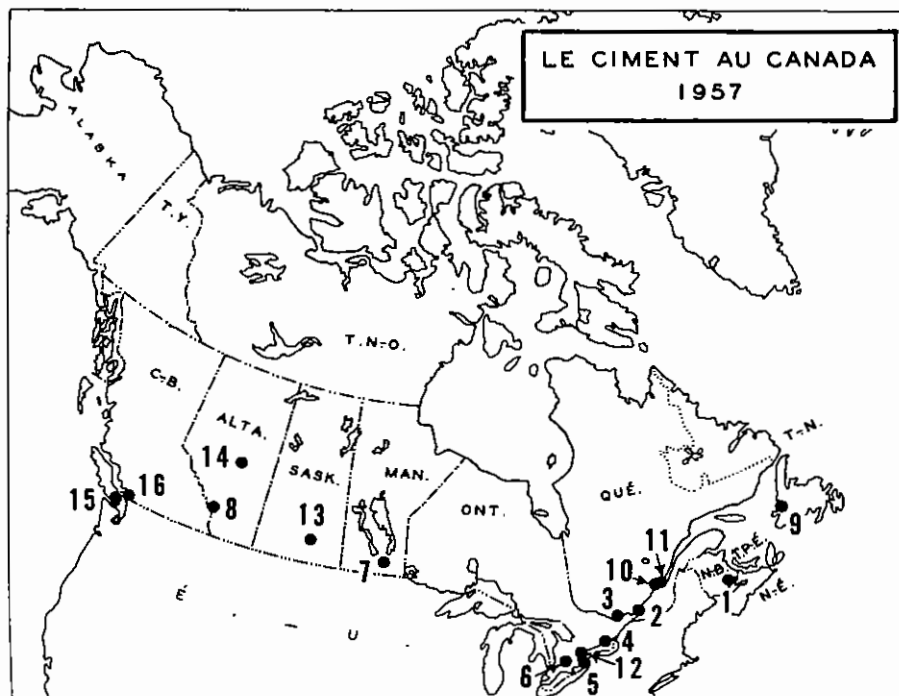 LE CIMENT AU CANADA
1957
ALASKA
T.Y.
T.N-O.
C-B.
ALTA.
14
SASK.
MAN.
QUÉ.
T-N.
15
16
8
13
ONT.
9
7
11
10
T.P.É.
N-B.
1
N-É.
É
-
U
3
2
4
12
6
5